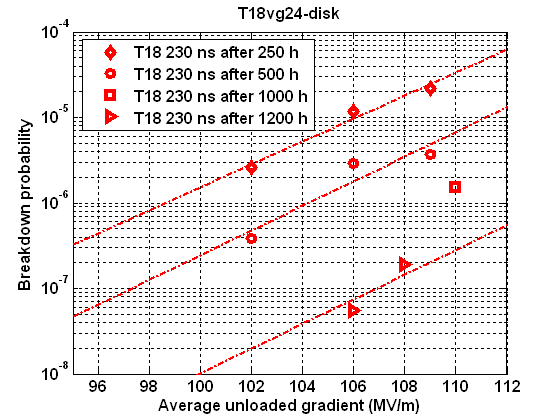 T18vg24-disk
10^-4
T18 230 ns after 250 h
T18 230 ns after 500 h
T18 230 ns after 1000 h
T18 230 ns after 1200 h
10^-5
10^-6
10^-7
10^-8
Breakdown probability
96 98 100 102 104 106 108 110 112
Average unloaded gradient (MV/m)